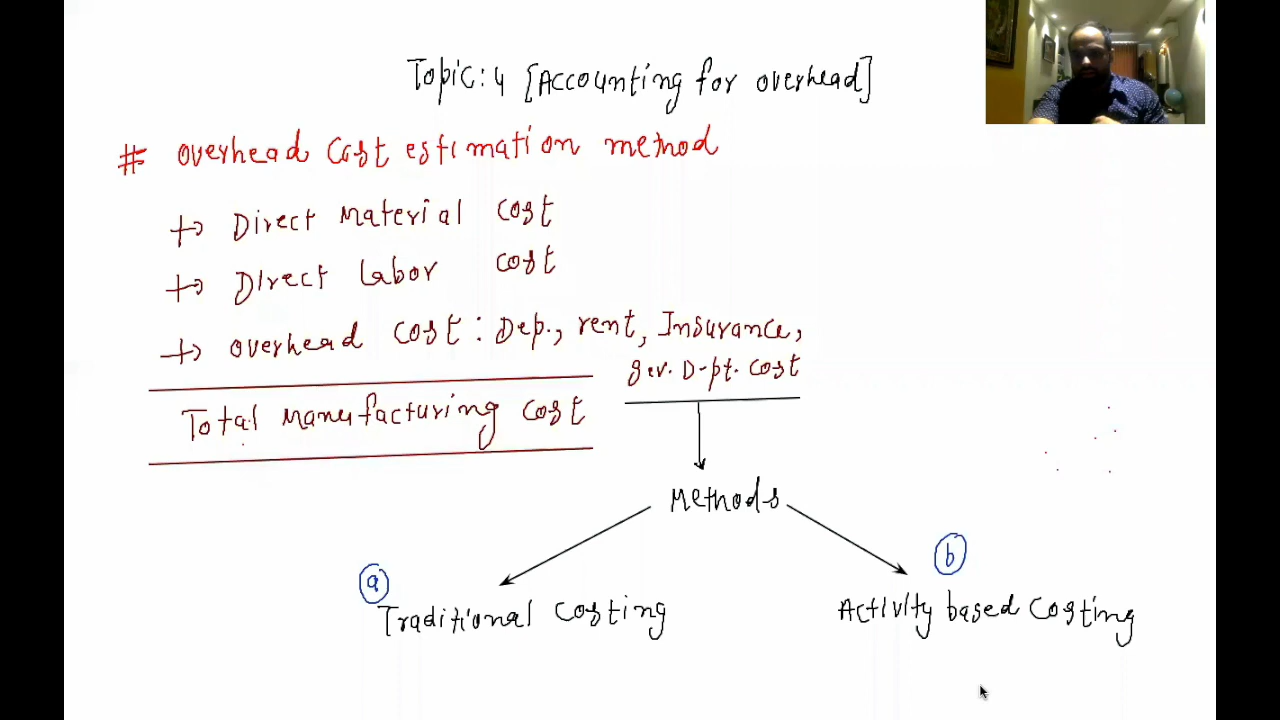 Topic: 4 [Accounting for overhead]
# overhead cost estimation method
+→ Direct Material cost
+→ Direct Labor cost
+→ overhead cost: Dep., rent, Insurance,
Ser. D-pt. cost
Total Manufacturing cost
Methods
a
b
Traditional costing
Activity based costing